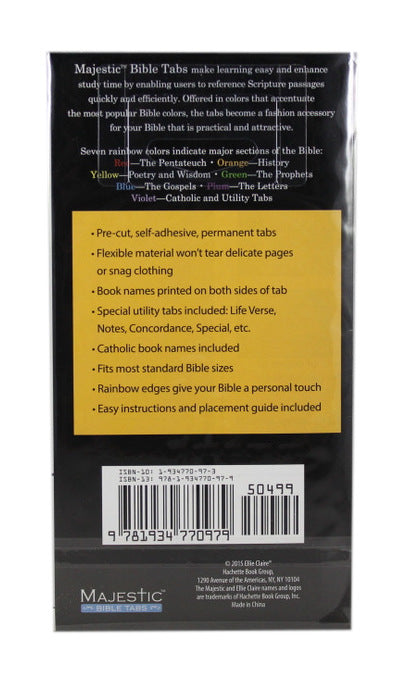 Majestic™ Bible Tabs make learning easy and enhance
study time by enabling users to reference Scripture passages
quickly and efficiently. Offered in colors that accentuate
the most popular Bible colors, the tabs become a fashion accessory
for your Bible that is practical and attractive.
Seven rainbow colors indicate major sections of the Bible:
Red—The Pentateuch • Orange—History
Yellow—Poetry and Wisdom • Green—The Prophets
Blue—The Gospels • Plum—The Letters
Violet—Catholic and Utility Tabs
• Pre-cut, self-adhesive, permanent tabs
• Flexible material won't tear delicate pages
or snag clothing
• Book names printed on both sides of tab
• Special utility tabs included: Life Verse,
Notes, Concordance, Special, etc.
• Catholic book names included
• Fits most standard Bible sizes
• Rainbow edges give your Bible a personal touch
• Easy instructions and placement guide included
ISBN-10: 1-934770-97-3
ISBN-13: 978-1-934770-97-9
50499
9 781934 770979
© 2015 Ellie Claire™
Hachette Book Group,
1290 Avenue of the Americas, NY, NY 10104
The Majestic and Ellie Claire names and logos
are trademarks of Hachette Book Group, Inc.
Made in China
MAJESTIC™
BIBLE TABS